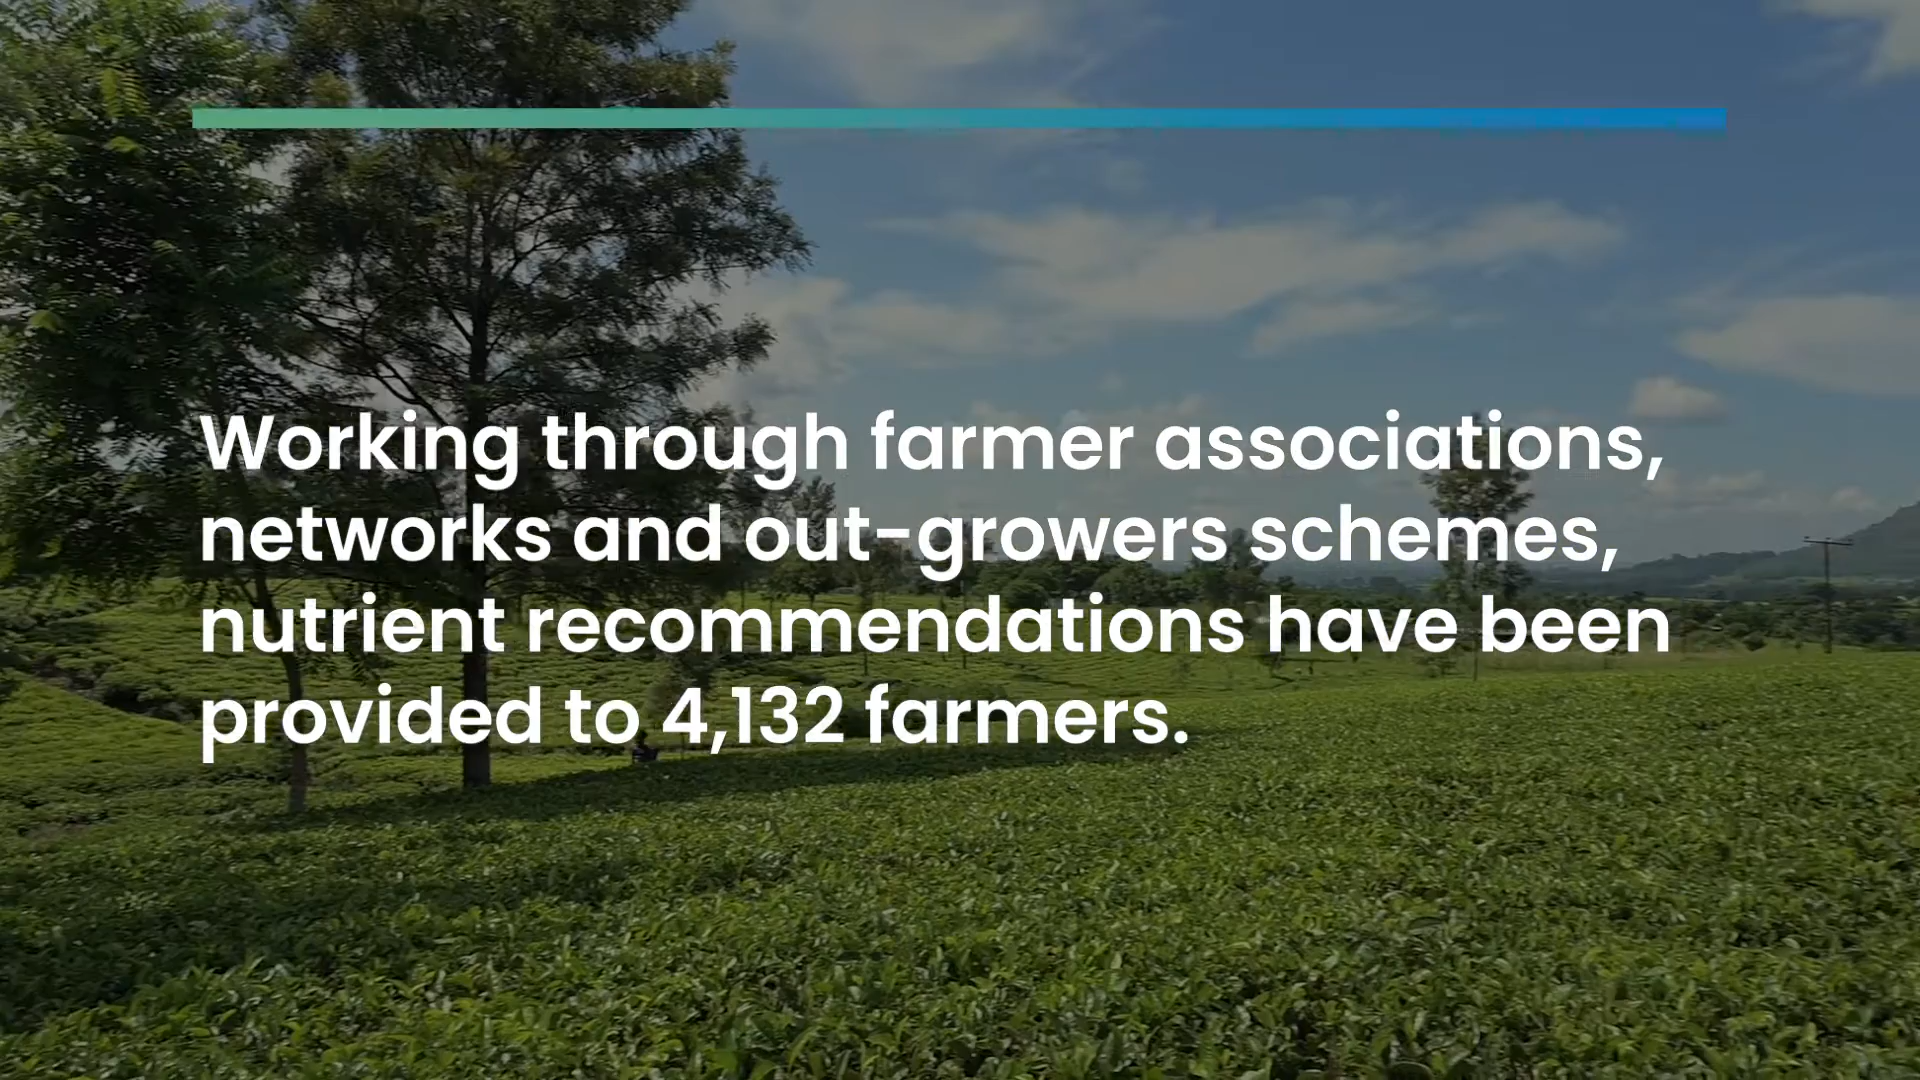 Working through farmer associations,
networks and out-growers schemes,
nutrient recommendations have been
provided to 4,132 farmers.